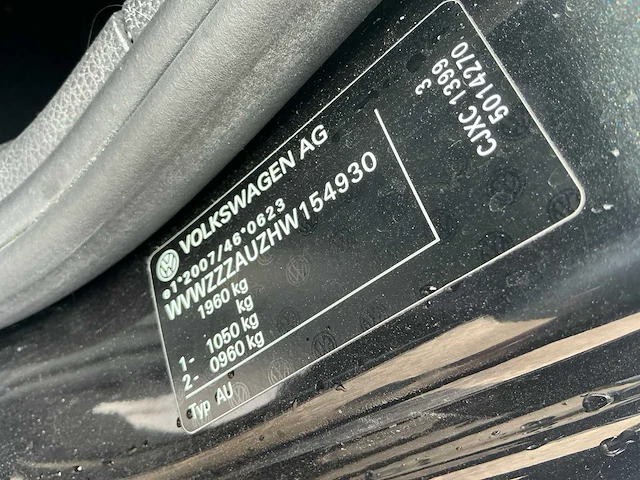 VOLKSWAGEN AG
e1*2007/46*0623
WVWZZZAUZHW154930
1960 kg
kg
1- 1050 kg
2- 0960 kg
Typ AU
CJXC 1399
3
5014270